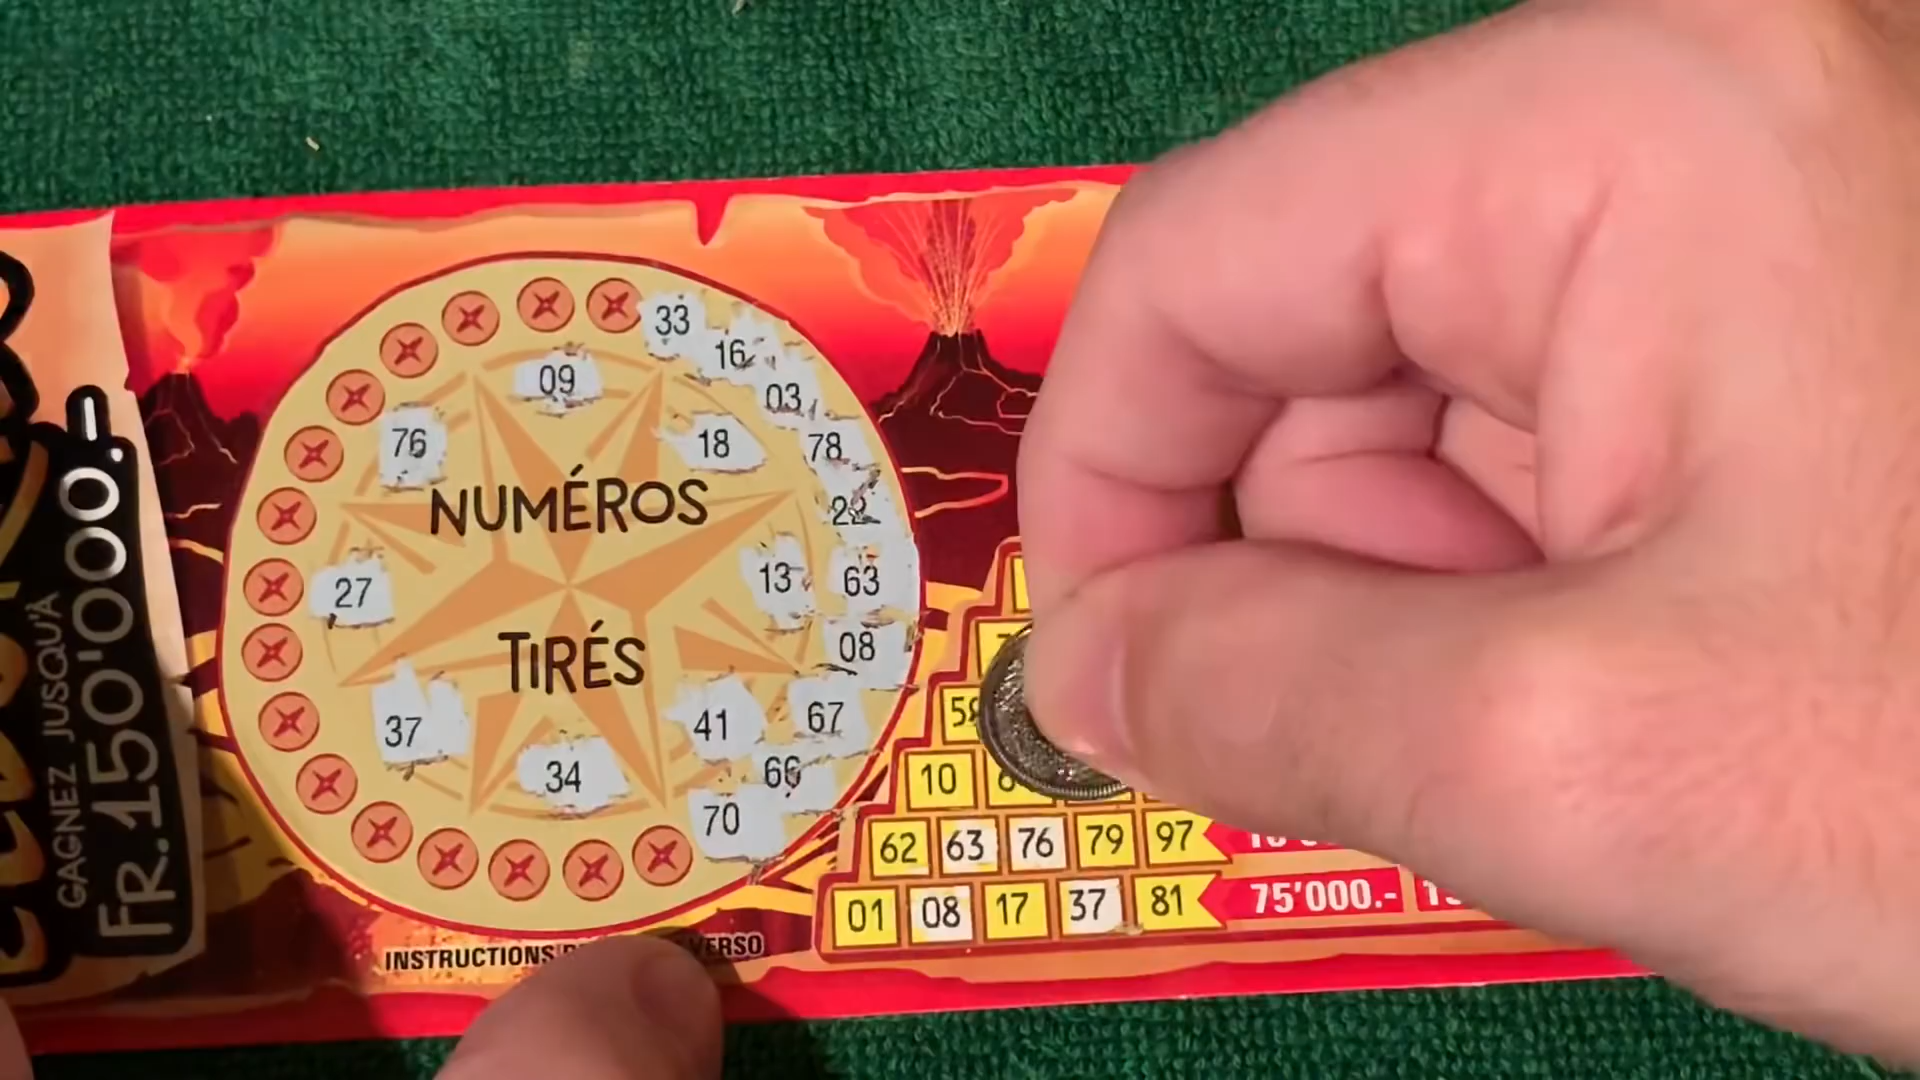 GAGNEZ JUSQU'À
FR.150'000.-
33
16
09
03
76
18
78
NUMÉROS
22
27
13
63
TIRÉS
08
37
41
67
34
66
70
10
62 63 76 79 97
01 08 17 37 81
75'000.-
INSTRUCTIONS VERSO